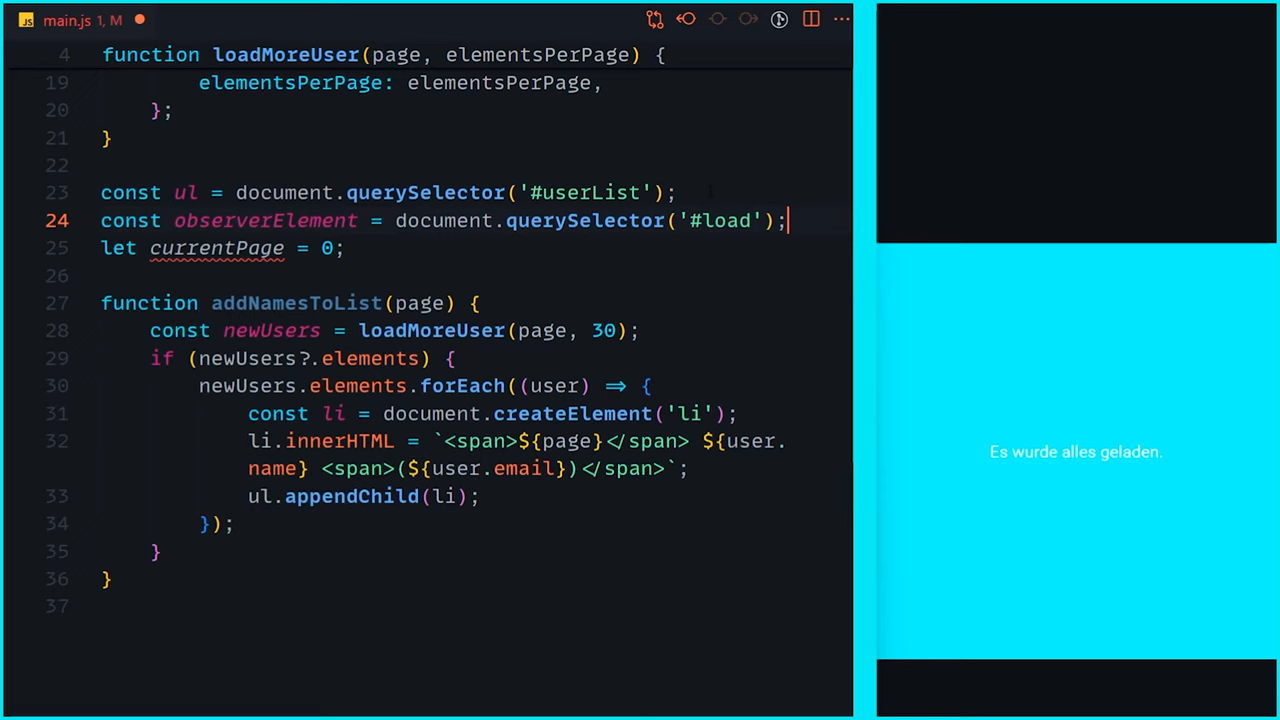 JS main.js 1, M
4 function loadMoreUser(page, elementsPerPage) {
19 elementsPerPage: elementsPerPage,
20 };
21 }
22
23 const ul = document.querySelector('#userList');
24 const observerElement = document.querySelector('#load');
25 let currentPage = 0;
26
27 function addNamesToList(page) {
28 const newUsers = loadMoreUser(page, 30);
29 if (newUsers?.elements) {
30 newUsers.elements.forEach((user) => {
31 const li = document.createElement('li');
32 li.innerHTML = `<span>${page}</span> ${user.
name} <span>(${user.email})</span>`;
33 ul.appendChild(li);
34 });
35 }
36 }
37
Es wurde alles geladen.